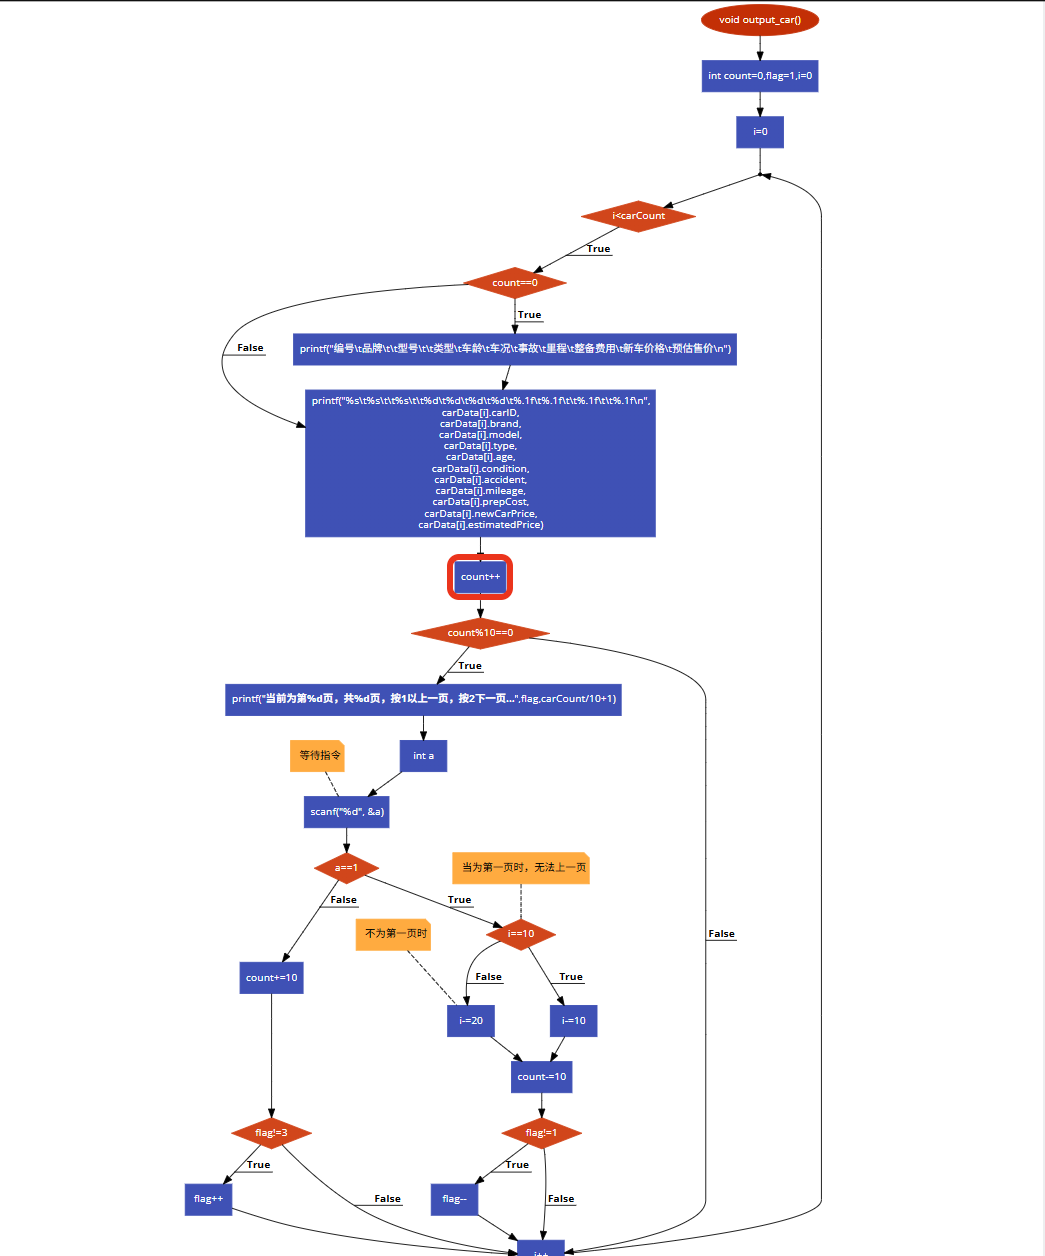 void output_car()
int count=0,flag=1,i=0
i=0
i<carCount
True
count==0
True
False
printf("编号\t品牌\t\t型号\t\t类型\t车龄\t车况\t事故\t里程\t整备费用\t新车价格\t预估售价\n")
printf("%s\t%s\t\t%s\t\t%d\t%d\t%d\t%d\t%.1f\t%.1f\t\t%.1f\t\t%.1f\n",
carData[i].carID,
carData[i].brand,
carData[i].model,
carData[i].type,
carData[i].age,
carData[i].condition,
carData[i].accident,
carData[i].mileage,
carData[i].prepCost,
carData[i].newCarPrice,
carData[i].estimatedPrice)
count++
count%10==0
True
printf("当前为第%d页，共%d页，按1以上一页，按2下一页...",flag,carCount/10+1)
等待指令
int a
scanf("%d", &a)
a==1
当为第一页时，无法上一页
False
True
不为第一页时
i==10
False
count+=10
False
True
i-=20
i-=10
count-=10
flag!=3
flag!=1
True
True
flag++
False
flag--
False
i++